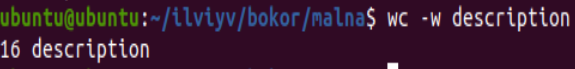 ubuntu@ubuntu:~/ilviyv/bokor/malna$ wc -w description
16 description